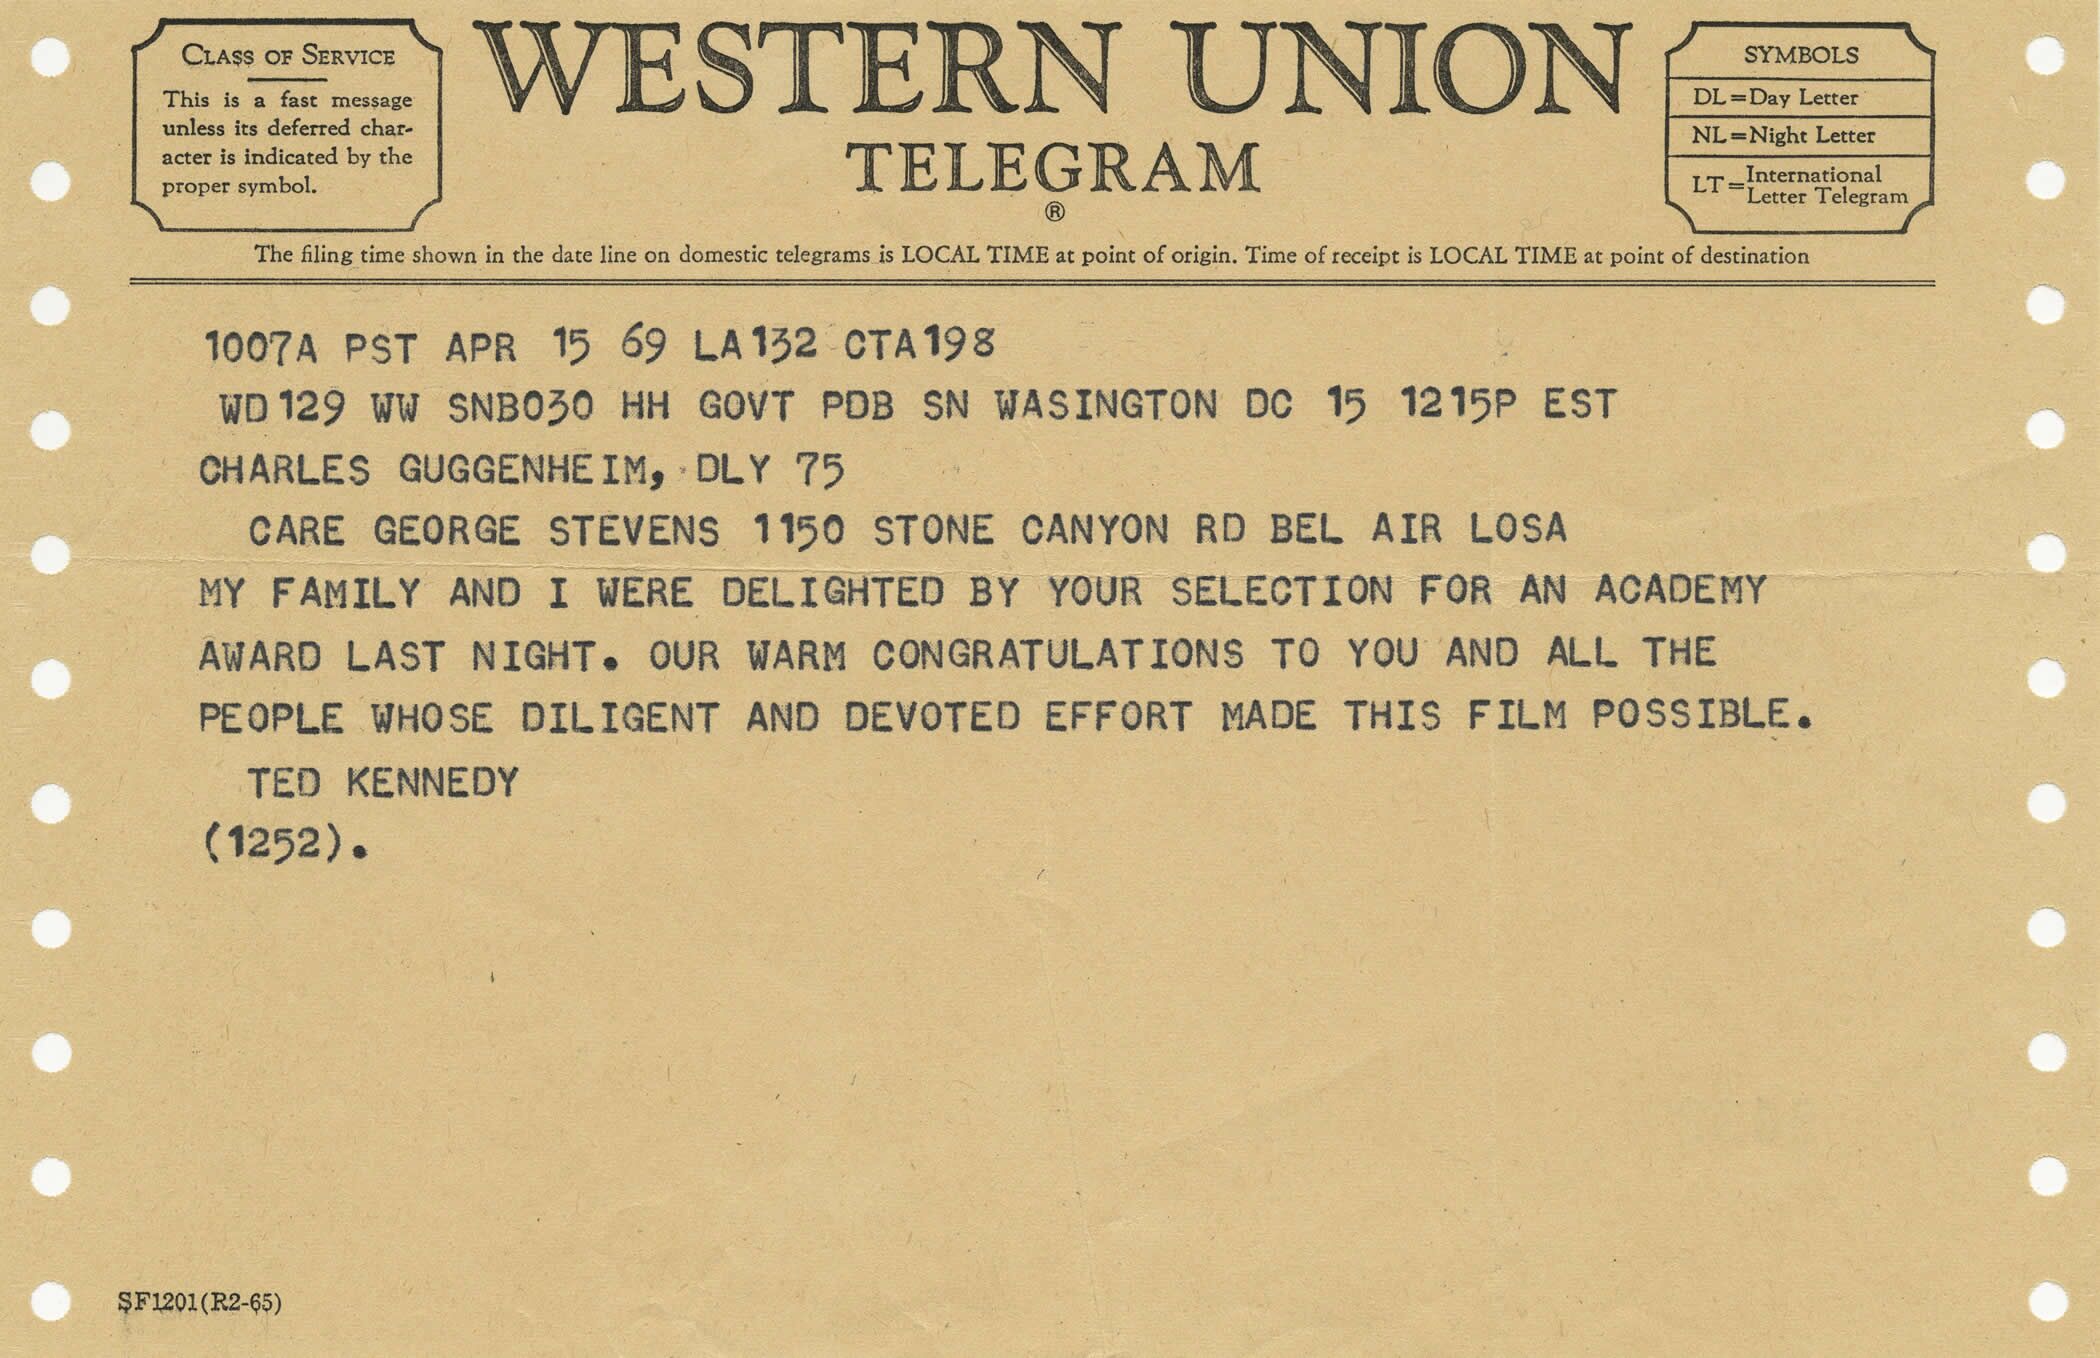 CLASS OF SERVICE
This is a fast message
unless its deferred char-
acter is indicated by the
proper symbol.
WESTERN UNION
TELEGRAM
®
SYMBOLS
DL=Day Letter
NL=Night Letter
LT=International
Letter Telegram
The filing time shown in the date line on domestic telegrams is LOCAL TIME at point of origin. Time of receipt is LOCAL TIME at point of destination
1007A PST APR 15 69 LA132 CTA198
WD129 WW SNB030 HH GOVT PDB SN WASINGTON DC 15 1215P EST
CHARLES GUGGENHEIM, DLY 75
CARE GEORGE STEVENS 1150 STONE CANYON RD BEL AIR LOSA
MY FAMILY AND I WERE DELIGHTED BY YOUR SELECTION FOR AN ACADEMY
AWARD LAST NIGHT. OUR WARM CONGRATULATIONS TO YOU AND ALL THE
PEOPLE WHOSE DILIGENT AND DEVOTED EFFORT MADE THIS FILM POSSIBLE.
TED KENNEDY
(1252).
SF1201(R2-65)